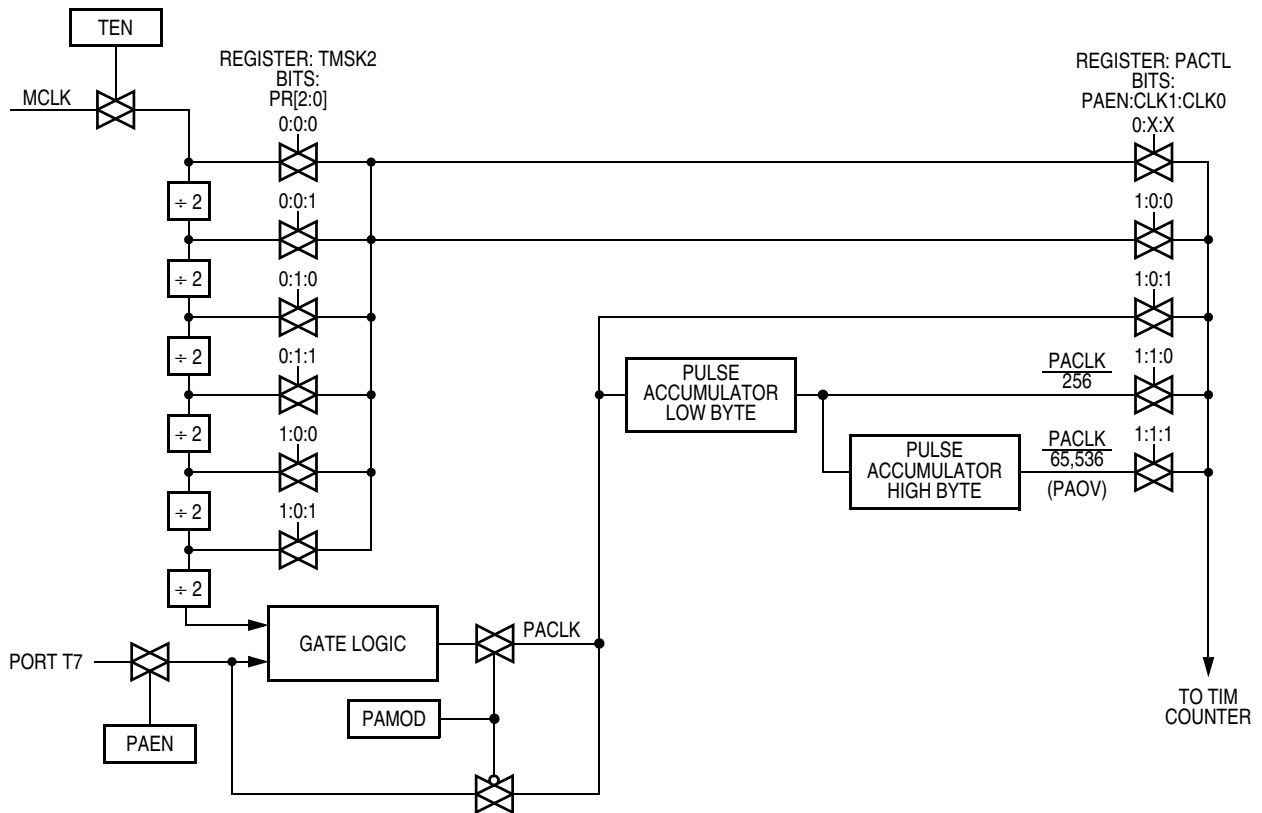 TEN
MCLK
REGISTER: TMSK2
BITS:
PR[2:0]
0:0:0
REGISTER: PACTL
BITS:
PAEN:CLK1:CLK0
0:X:X
÷ 2
0:0:1
1:0:0
÷ 2
0:1:0
1:0:1
÷ 2
0:1:1
PULSE
ACCUMULATOR
LOW BYTE
PACLK
256
1:1:0
÷ 2
1:0:0
PULSE
ACCUMULATOR
HIGH BYTE
PACLK
65,536
(PAOV)
1:1:1
÷ 2
1:0:1
÷ 2
GATE LOGIC
PACLK
PORT T7
PAMOD
PAEN
TO TIM
COUNTER